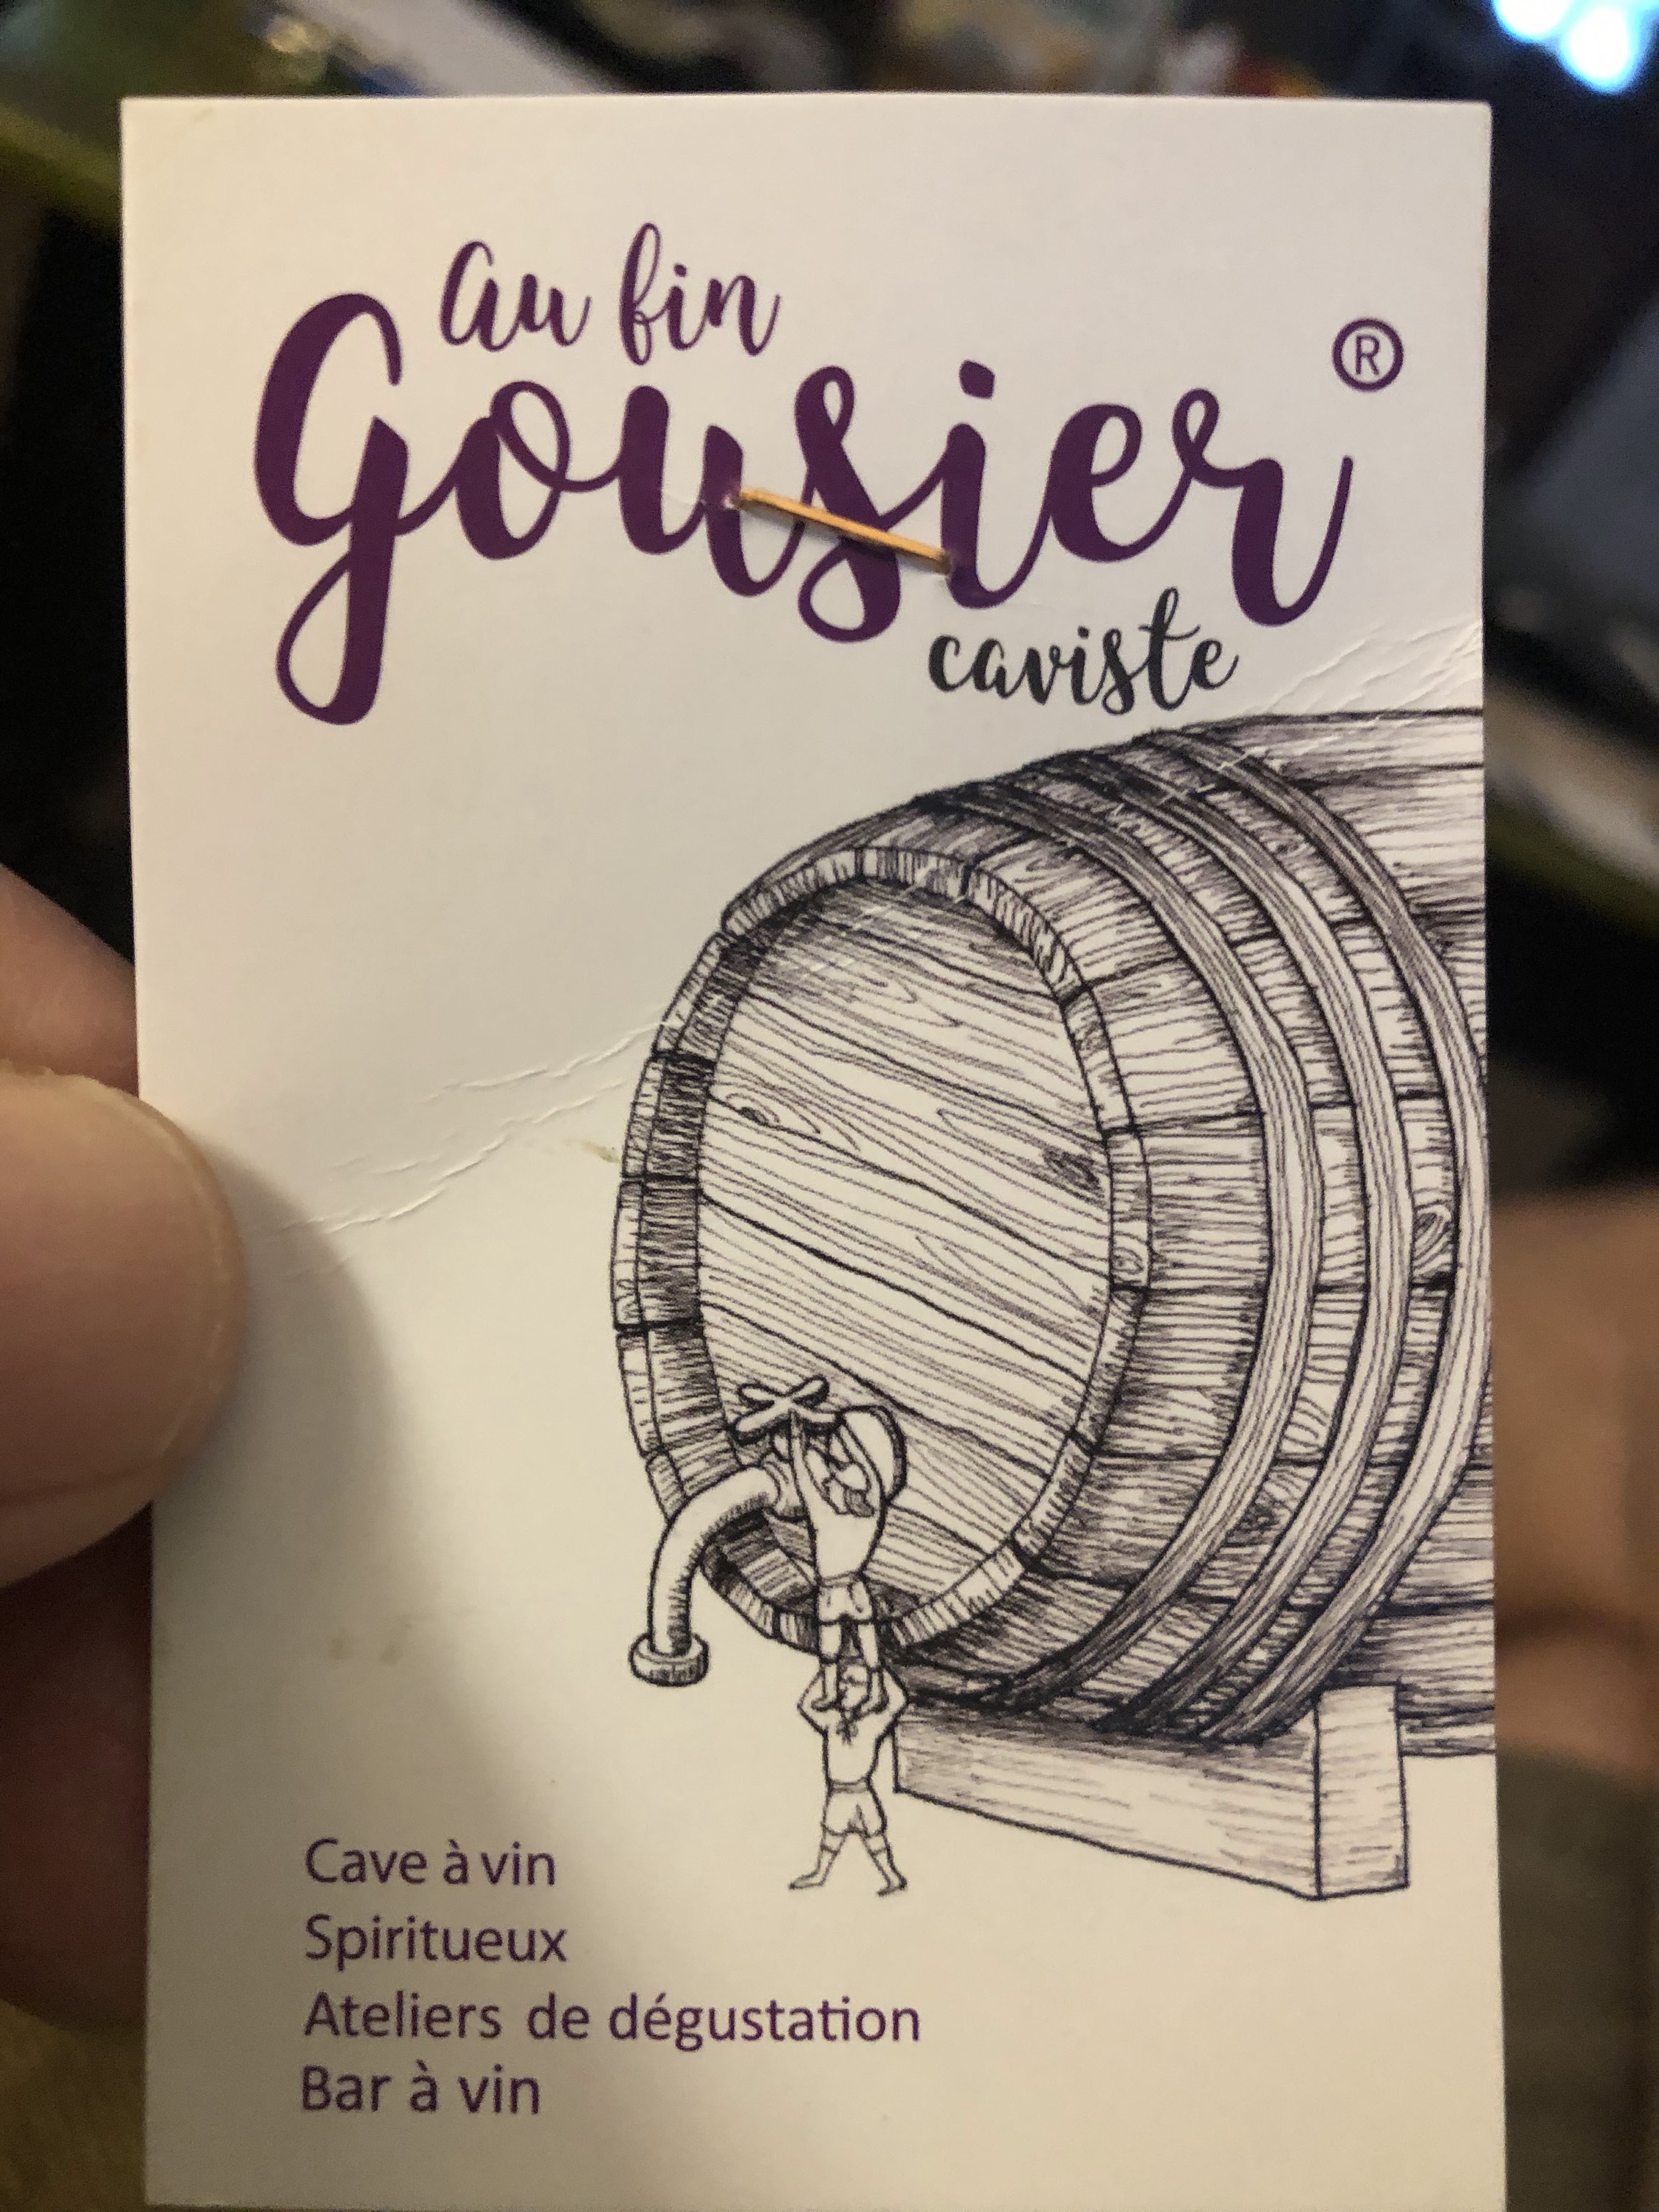 au fin
Gousier ®
caviste
Cave à vin
Spiritueux
Ateliers de dégustation
Bar à vin